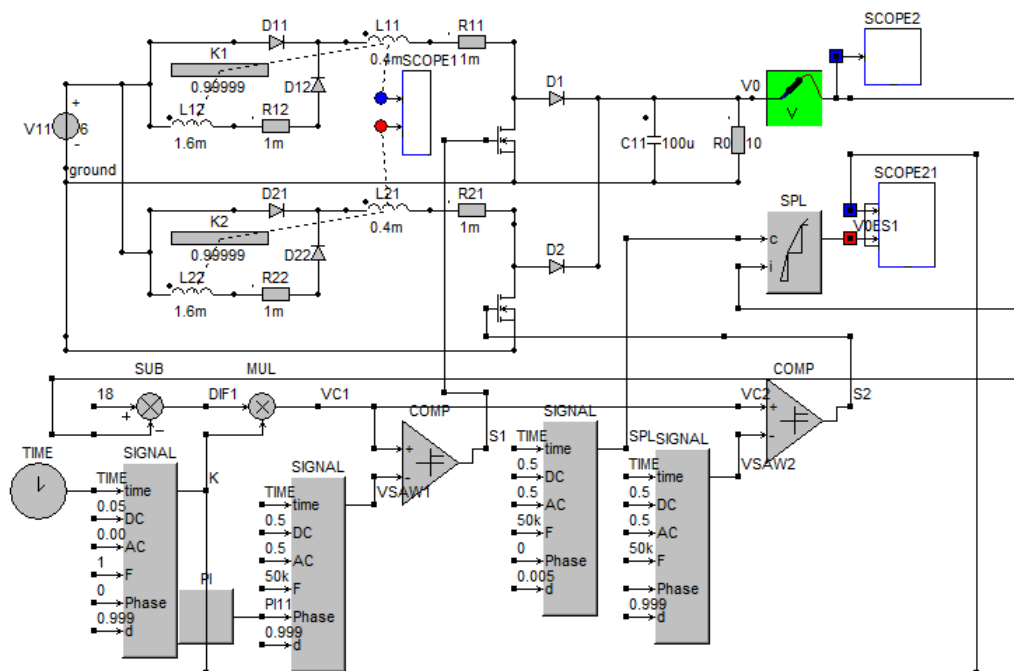 SCOPE2
D11
L11
R11
K1
0.4m
SCOPE1
1m
D12
0.99999
D1
V0
V
L12
R12
V11
+
6
-
1.6m
1m
C11
100u
R0
10
ground
SCOPE21
D21
L21
R21
SPL
K2
0.4m
1m
c
V0ES1
0.99999
D22
D2
i
L22
R22
1.6m
1m
SUB
MUL
COMP
18
DIF1
VC1
VC2
S2
+
-
COMP
SIGNAL
+
-
TIME
SIGNAL
SIGNAL
S1
TIME
SPL
SIGNAL
K
+
-
time
TIME
VSAW2
TIME
time
TIME
VSAW1
0.5
DC
time
0.05
DC
time
0.5
AC
0.5
DC
0.00
AC
0.5
DC
50k
F
0.5
AC
1
F
0.5
AC
0
Phase
50k
F
0
Phase
PI
50k
F
0.005
d
Phase
0.999
d
PI11
Phase
0.999
d
0.999
d